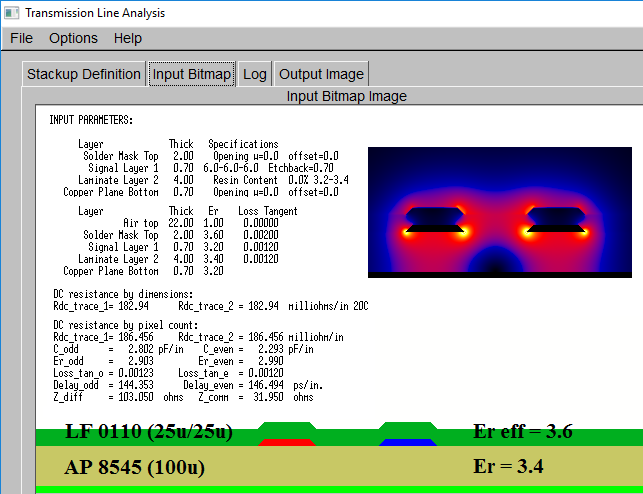 Transmission Line Analysis
File Options Help
Stackup Definition Input Bitmap Log Output Image
Input Bitmap Image
INPUT PARAMETERS:
Layer Thick Specifications
Solder Mask Top 2.00 Opening w=0.0 offset=0.0
Signal Layer 1 0.70 6.0-6.0-6.0 Etchback=0.70
Laminate Layer 2 4.00 Resin Content 0.0% 3.2-3.4
Copper Plane Bottom 0.70 Opening w=0.0 offset=0.0
Layer Thick Er Loss Tangent
Air top 22.00 1.00 0.00000
Solder Mask Top 2.00 3.60 0.00200
Signal Layer 1 0.70 3.20 0.00120
Laminate Layer 2 4.00 3.40 0.00120
Copper Plane Bottom 0.70 3.20
DC resistance by dimensions:
Rdc_trace_1= 182.94 Rdc_trace_2 = 182.94 milliohms/in 20C
DC resistance by pixel count:
Rdc_trace_1= 186.456 Rdc_trace_2 = 186.456 milliohm/in
C_odd = 2.802 pF/in C_even = 2.293 pF/in
Er_odd = 2.903 Er_even = 2.990
Loss_tan_o = 0.00123 Loss_tan_e = 0.00120
Delay_odd = 144.353 Delay_even = 146.494 ps/in.
Z_diff = 103.050 ohms Z_comm = 31.950 ohms
LF 0110 (25u/25u) Er eff = 3.6
AP 8545 (100u) Er = 3.4